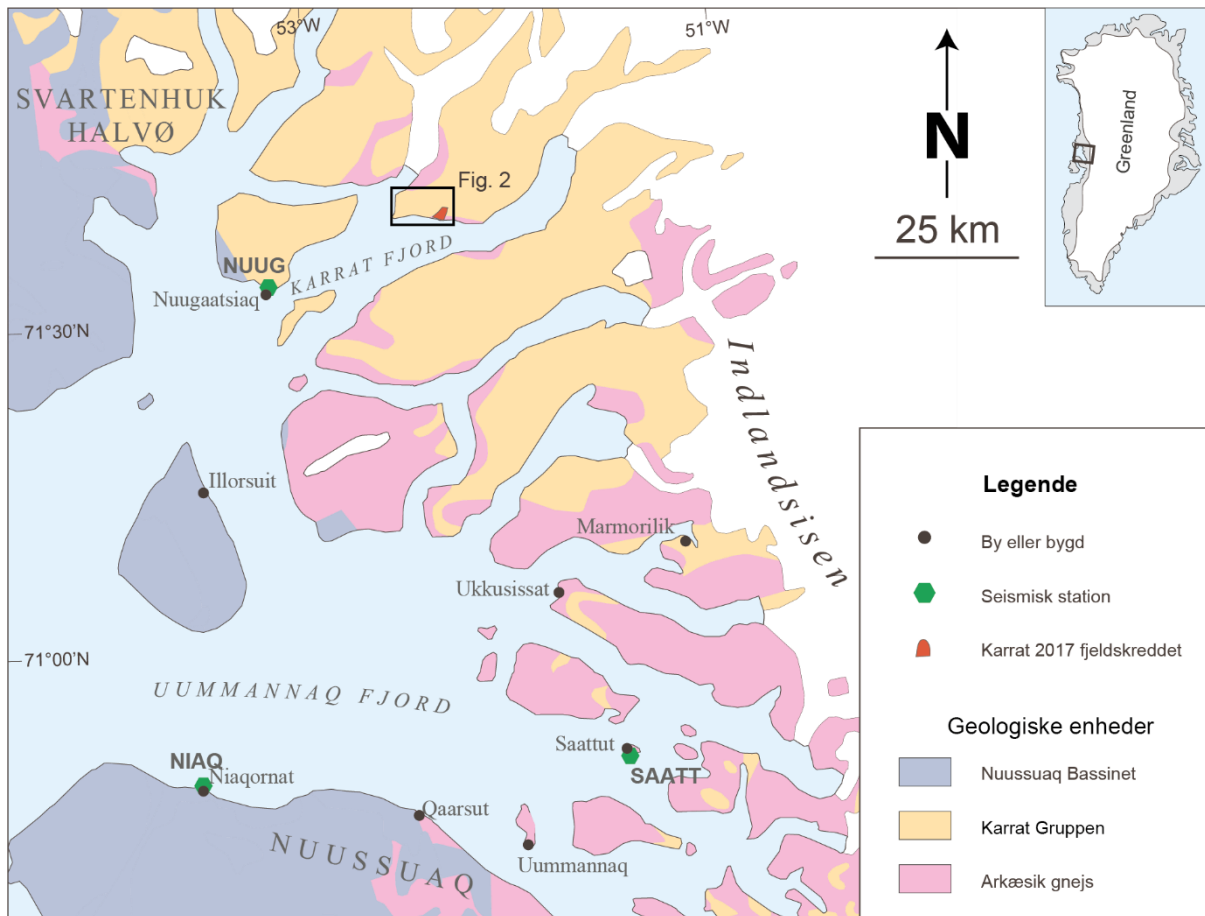 53°W
51°W
SVARTENHUK
HALVØ
N
25 km
Greenland
Fig. 2
KARRAT FJORD
NUUG
Nuugaatsiaq
71°30'N
Indlandsisen
Illorsuit
Marmorilik
Ukkusissat
71°00'N
UUMMANNAQ FJORD
NIAQ
Niaqornat
Saattut
SAATT
Qaarsut
Uummannaq
NUUSSUAQ
Legende
By eller bygd
Seismisk station
Karrat 2017 fjeldskreddet
Geologiske enheder
Nuussuaq Bassinet
Karrat Gruppen
Arkæsik gnejs